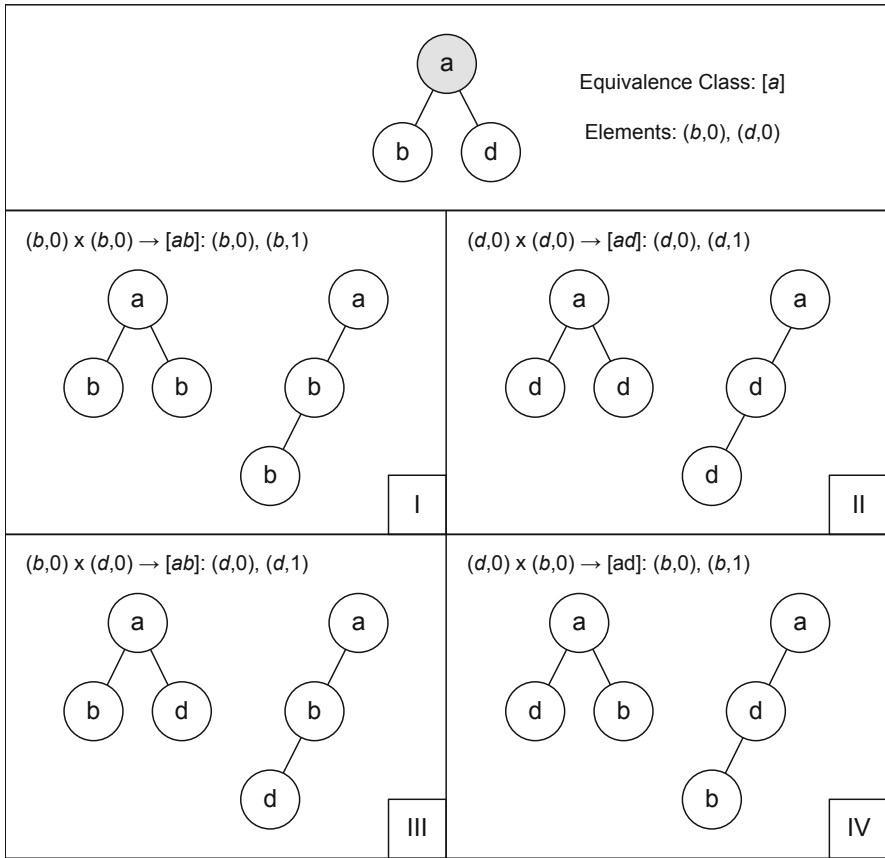 a
Equivalence Class: [a]
b d
Elements: (b,0), (d,0)
(b,0) x (b,0) → [ab]: (b,0), (b,1)
a a
b b b
b
I
(d,0) x (d,0) → [ad]: (d,0), (d,1)
a a
d d d
d
II
(b,0) x (d,0) → [ab]: (d,0), (d,1)
a a
b d b
d
III
(d,0) x (b,0) → [ad]: (b,0), (b,1)
a a
d b d
b
IV